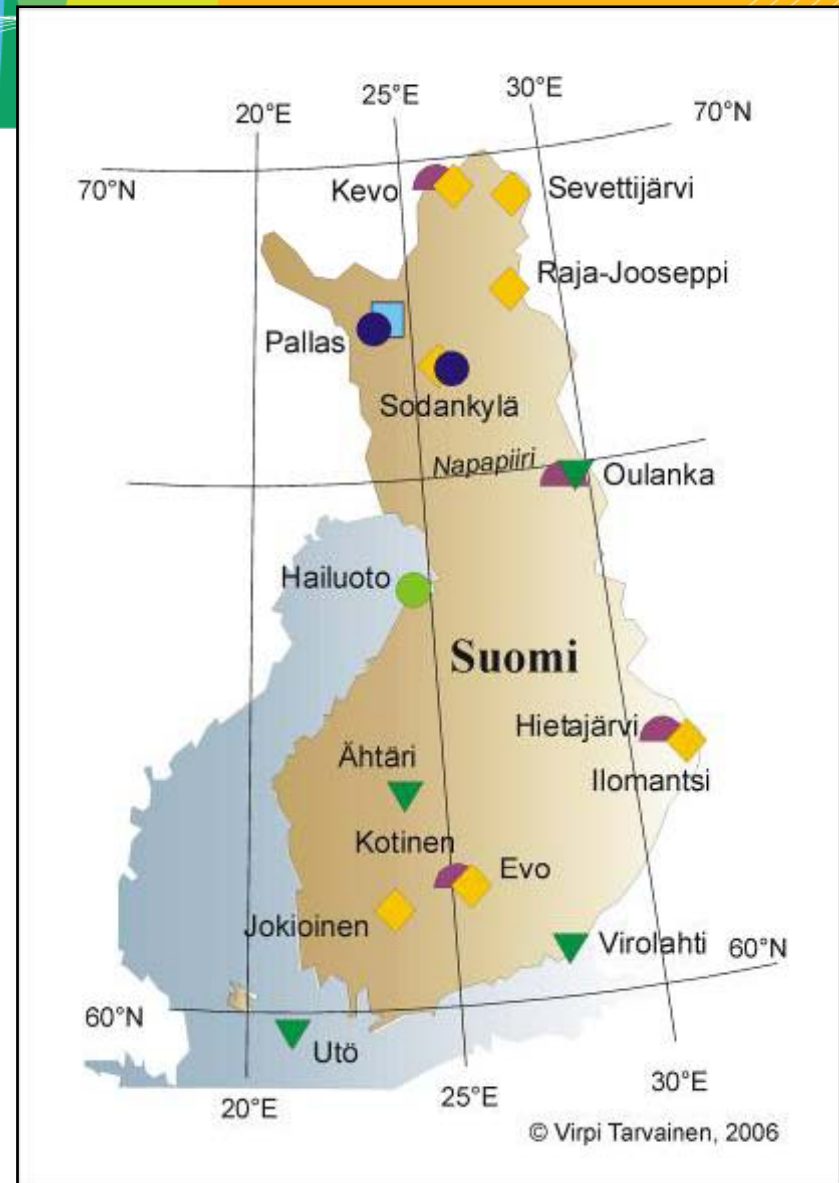 20°E 25°E 30°E
70°N
70°N
Kevo
Sevettijärvi
Raja-Jooseppi
Pallas
Sodankylä
Napapiiri
Oulanka
Hailuoto
Suomi
Hietajärvi
Ähtäri
Ilomantsi
Kotinen
Evo
Jokioinen
Virolahti
60°N
60°N
Utö
20°E 25°E 30°E
© Virpi Tarvainen, 2006